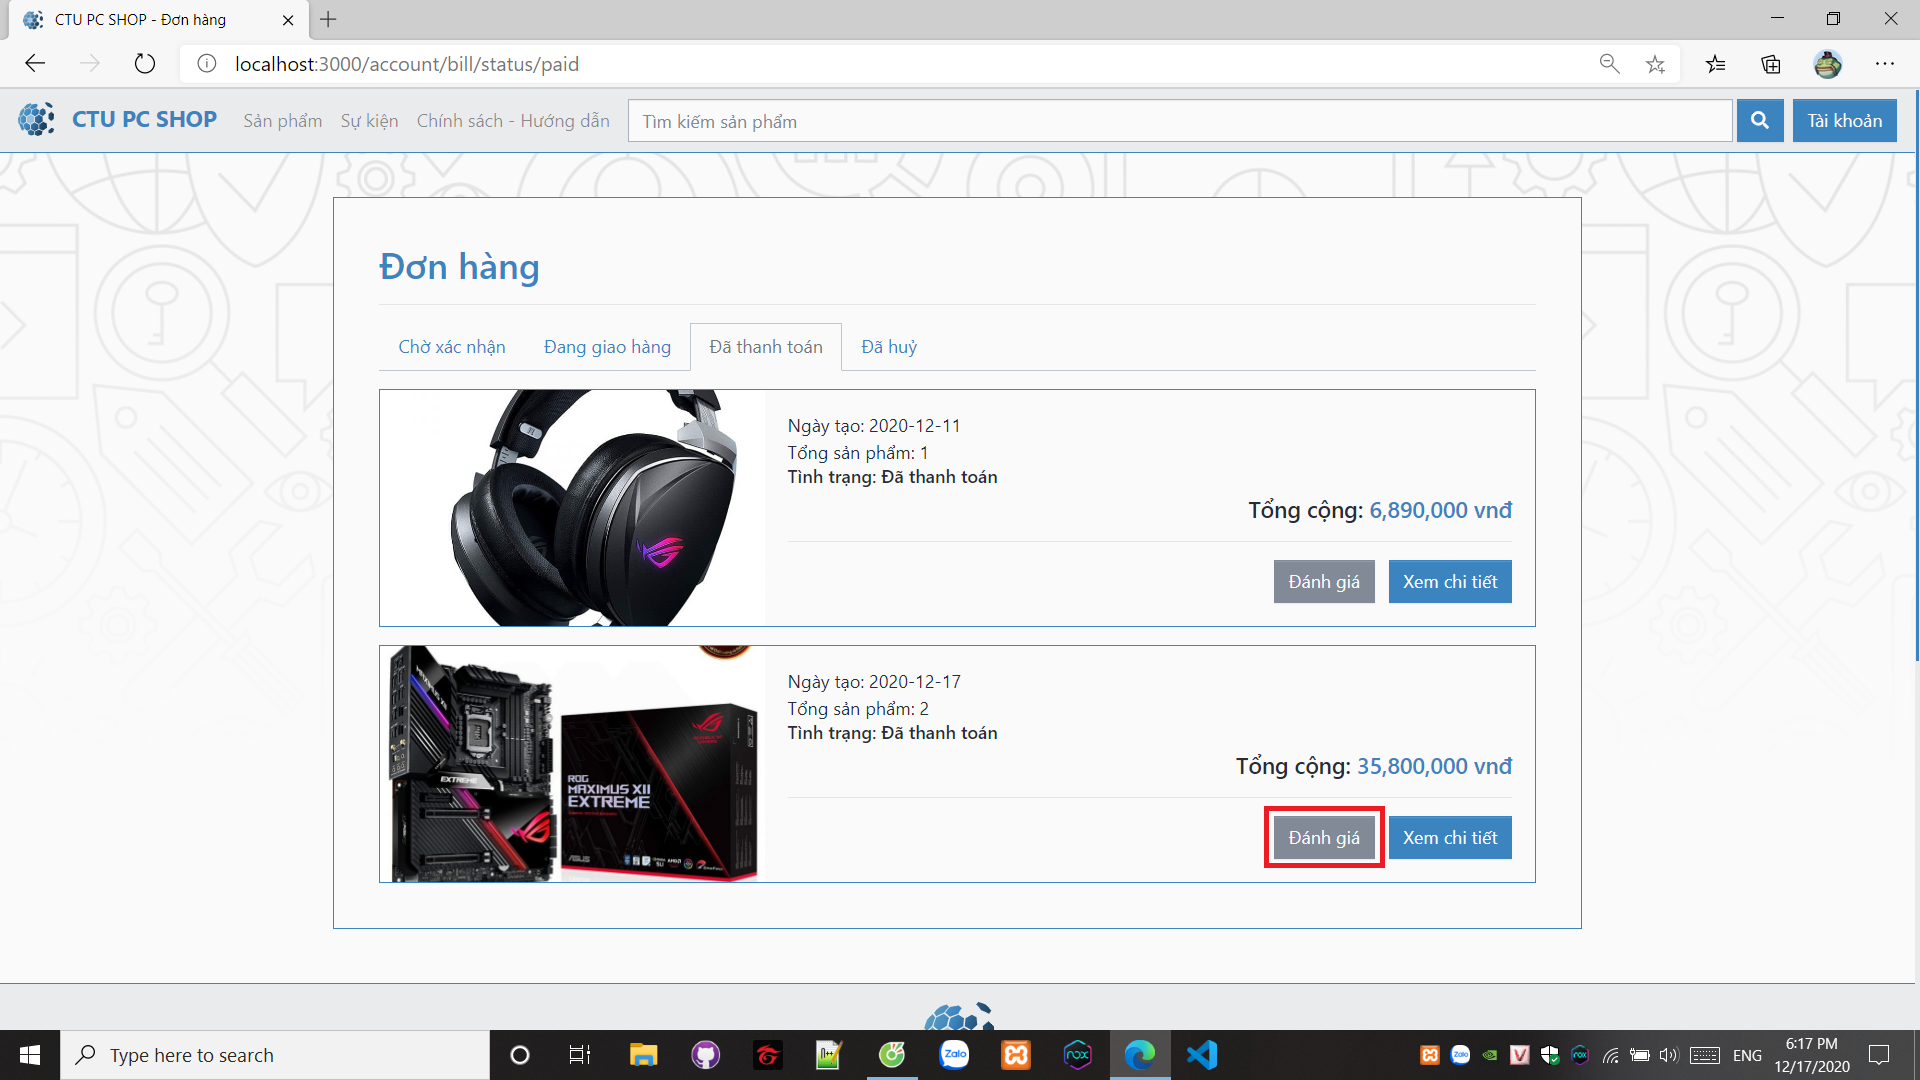 CTU PC SHOP - Đơn hàng
localhost:3000/account/bill/status/paid
CTU PC SHOP
Sản phẩm
Sự kiện
Chính sách - Hướng dẫn
Tìm kiếm sản phẩm
Tài khoản
Đơn hàng
Chờ xác nhận
Đang giao hàng
Đã thanh toán
Đã huỷ
Ngày tạo: 2020-12-11
Tổng sản phẩm: 1
Tình trạng: Đã thanh toán
Tổng cộng: 6,890,000 vnđ
Đánh giá
Xem chi tiết
EXTREME
ROG
MAXIMUS XII
EXTREME
Ngày tạo: 2020-12-17
Tổng sản phẩm: 2
Tình trạng: Đã thanh toán
Tổng cộng: 35,800,000 vnđ
Đánh giá
Xem chi tiết
Type here to search
Zalo
nox
ENG
6:17 PM
12/17/2020